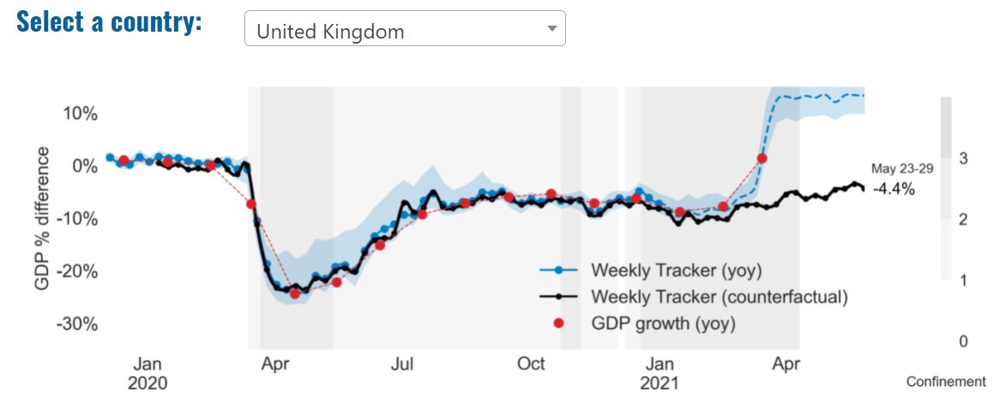 Select a country:
United Kingdom
10%
0%
-10%
-20%
-30%
GDP % difference
Weekly Tracker (yoy)
Weekly Tracker (counterfactual)
GDP growth (yoy)
May 23-29
-4.4%
3
2
1
0
Confinement
Jan
2020
Apr
Jul
Oct
Jan
2021
Apr